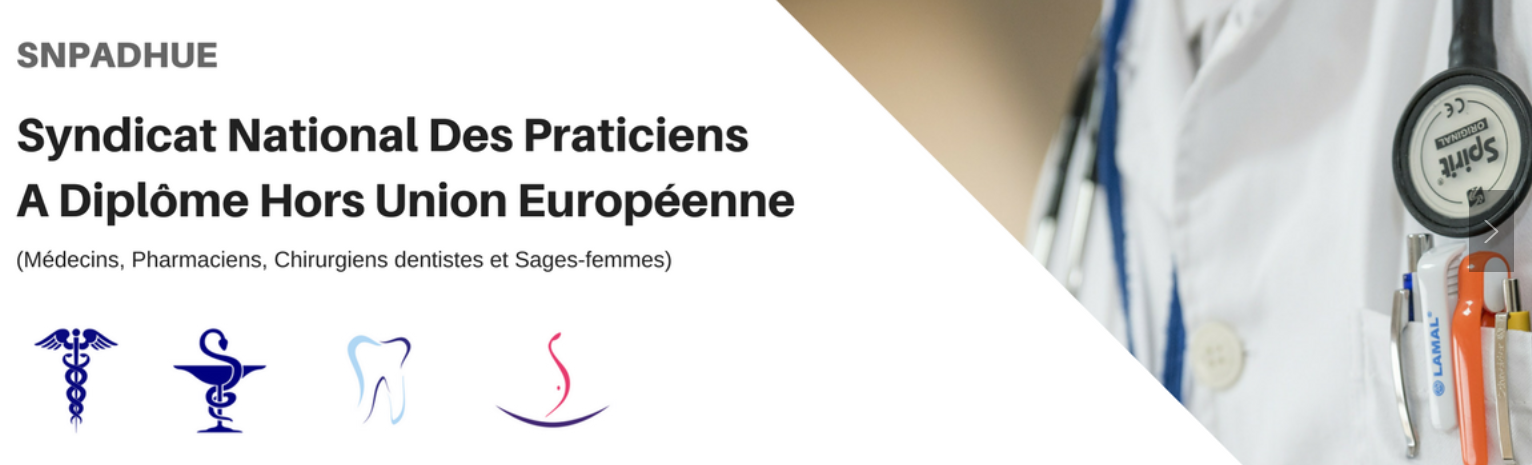 SNPADHUE
Syndicat National Des Praticiens
A Diplôme Hors Union Européenne
(Médecins, Pharmaciens, Chirurgiens dentistes et Sages-femmes)
CE
ORIGINAL
Spirit®
LAMAL®